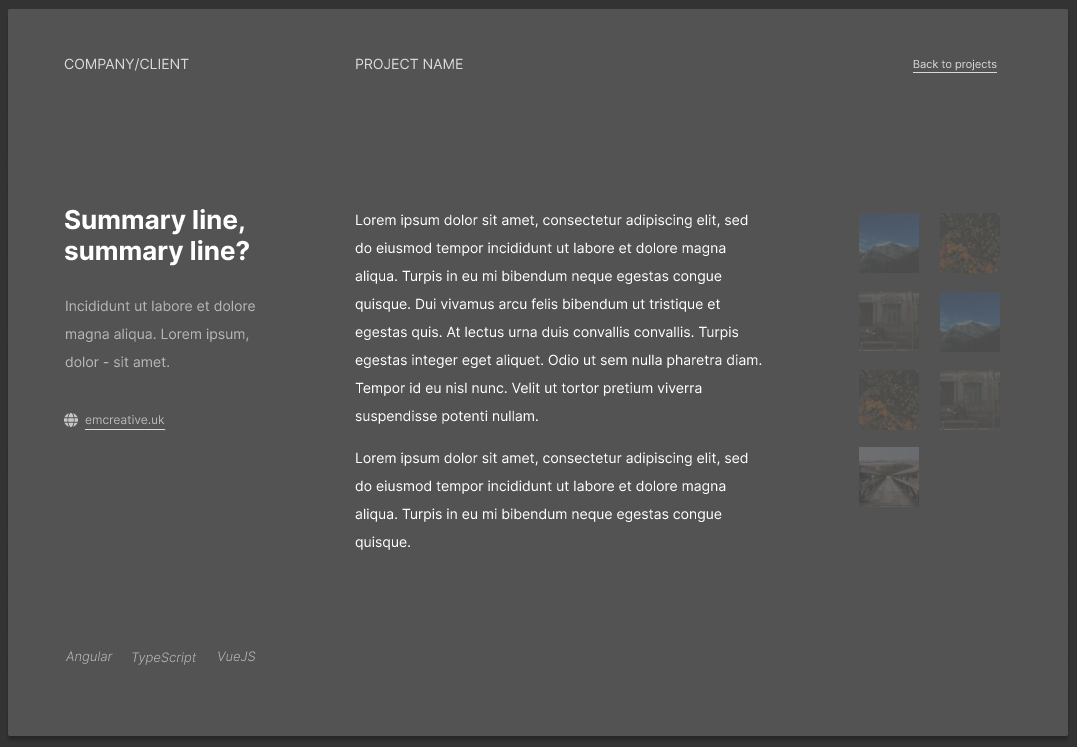 COMPANY/CLIENT
PROJECT NAME
Back to projects
Summary line,
summary line?
Incididunt ut labore et dolore
magna aliqua. Lorem ipsum,
dolor - sit amet.
emcreative.uk
Lorem ipsum dolor sit amet, consectetur adipiscing elit, sed
do eiusmod tempor incididunt ut labore et dolore magna
aliqua. Turpis in eu mi bibendum neque egestas congue
quisque. Dui vivamus arcu felis bibendum ut tristique et
egestas quis. At lectus urna duis convallis convallis. Turpis
egestas integer eget aliquet. Odio ut sem nulla pharetra diam.
Tempor id eu nisl nunc. Velit ut tortor pretium viverra
suspendisse potenti nullam.
Lorem ipsum dolor sit amet, consectetur adipiscing elit, sed
do eiusmod tempor incididunt ut labore et dolore magna
aliqua. Turpis in eu mi bibendum neque egestas congue
quisque.
Angular
TypeScript
VueJS